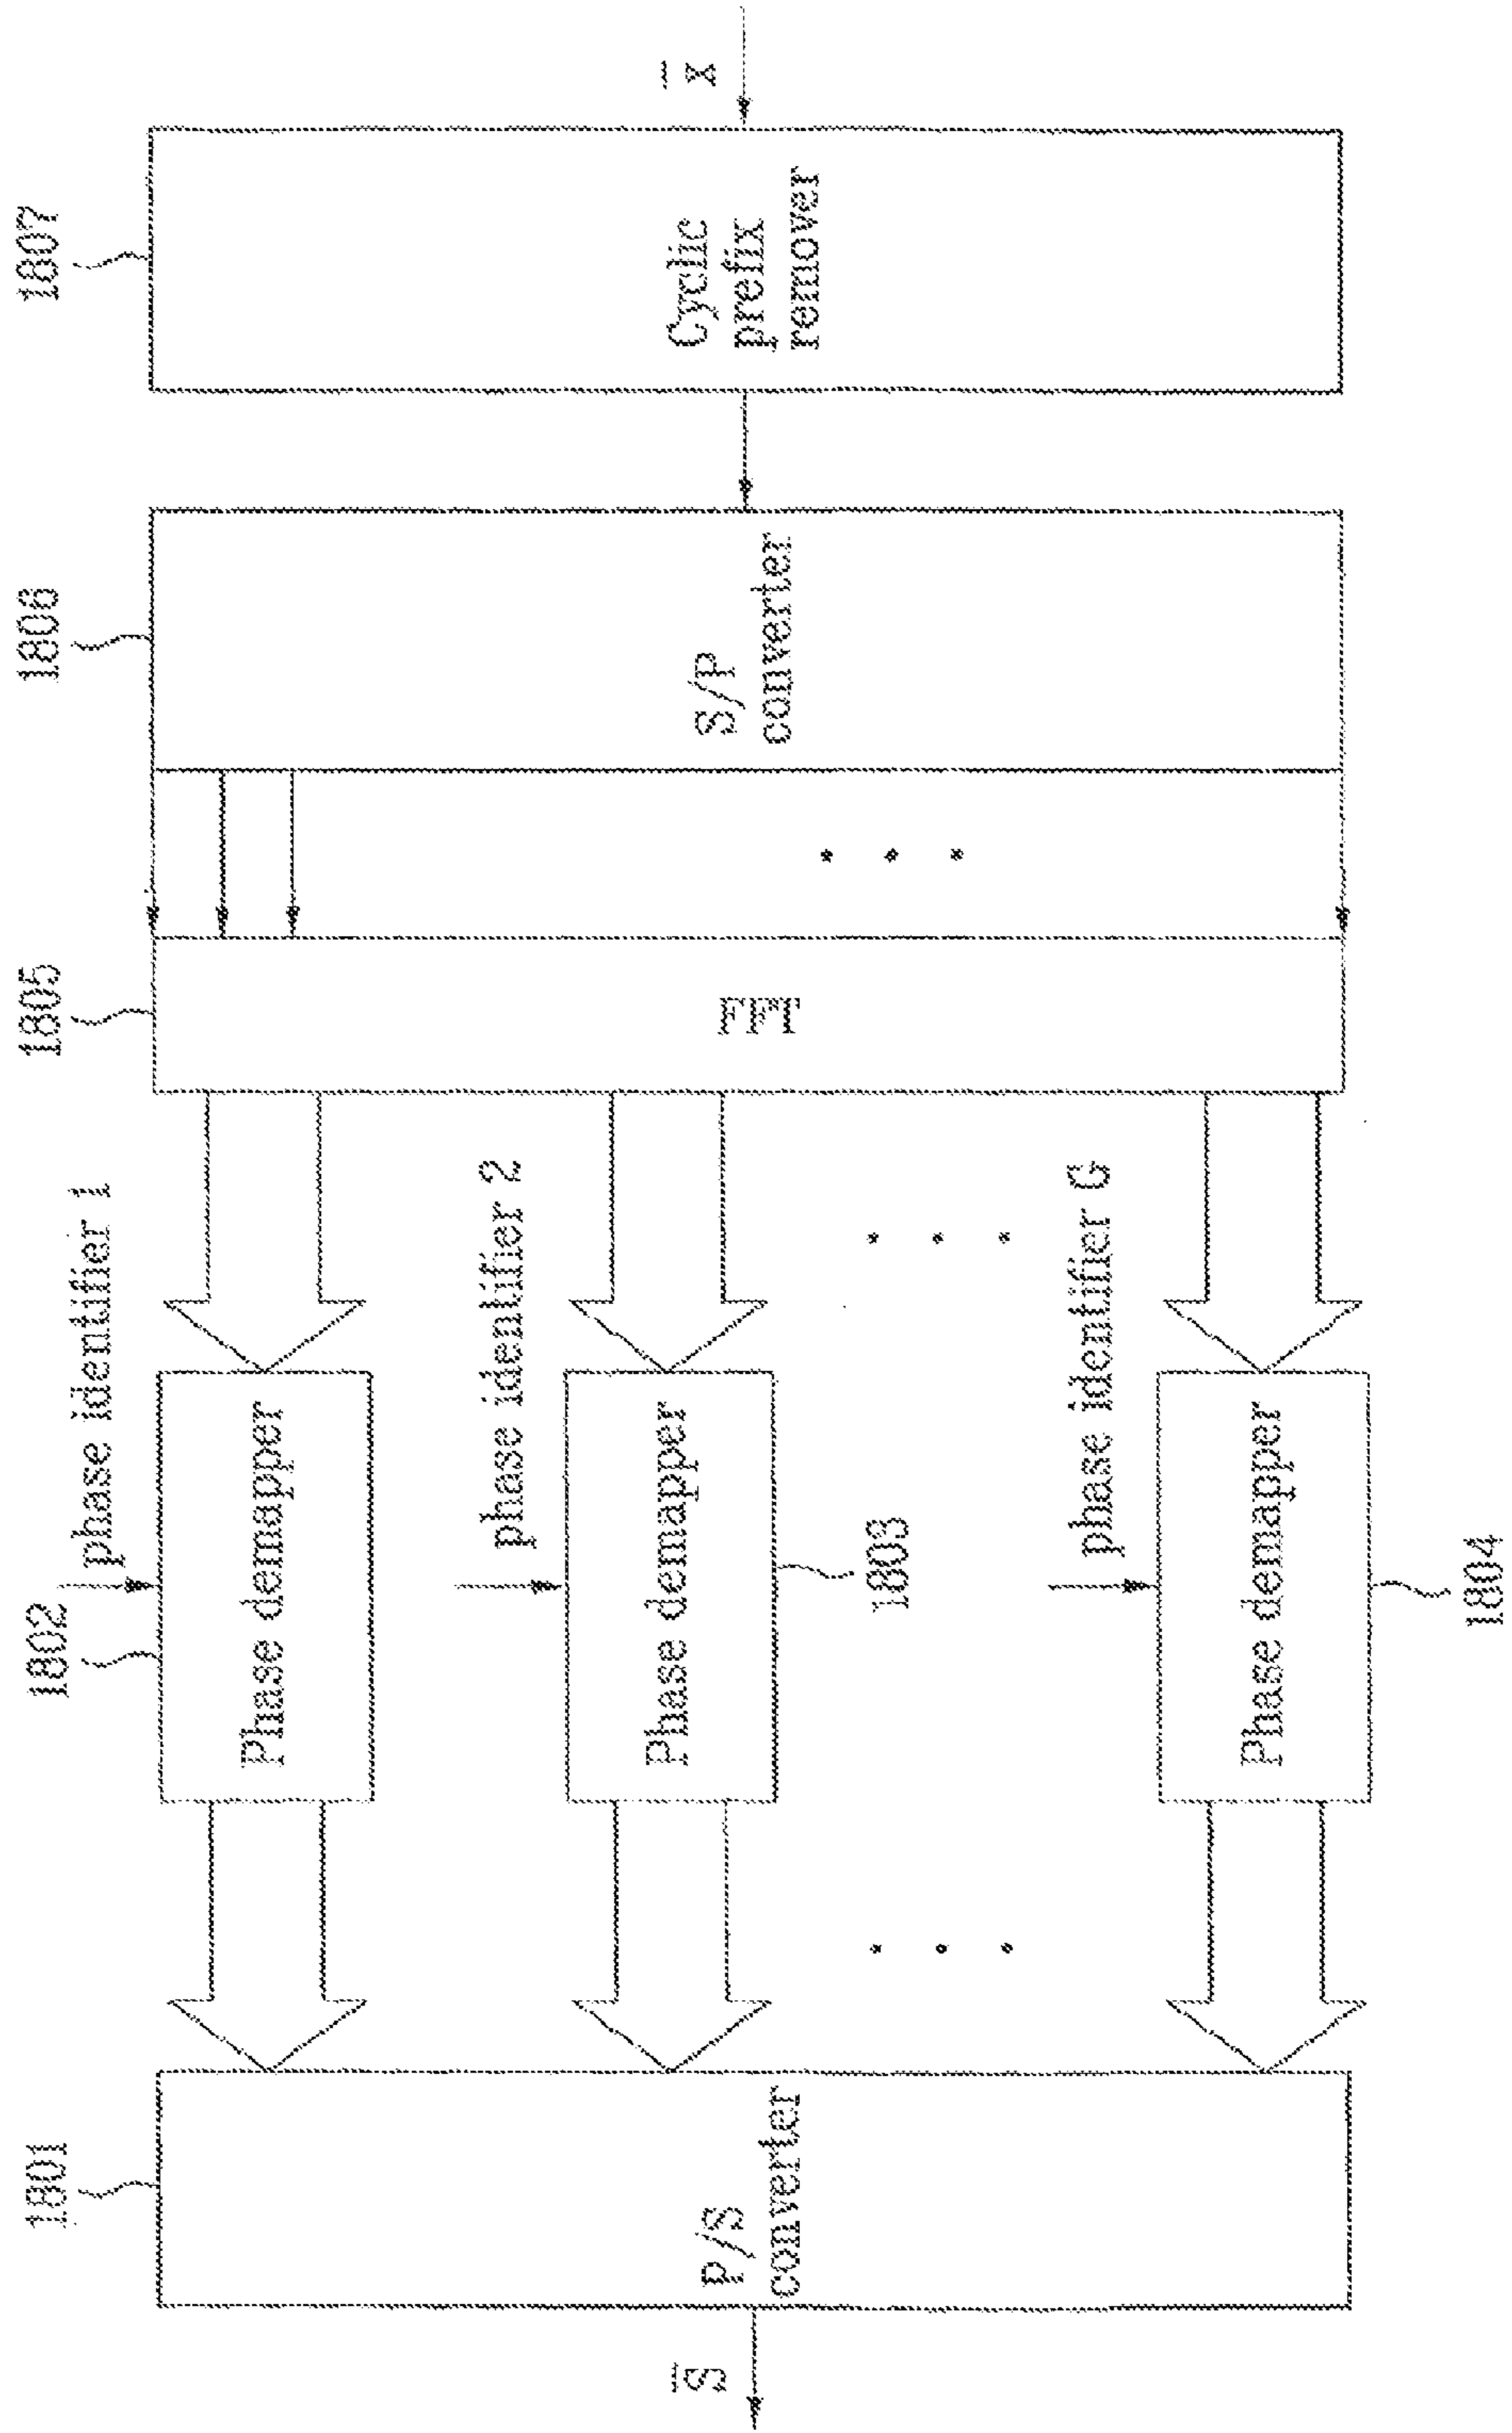 1801
1802
phase identifier 1
1805
1806
1807
Phase demapper
phase identifier 2
S̄
P/S
converter
Phase demapper
1803
FFT
S/P
converter
Cyclic
prefix
remover
x̄
phase identifier G
Phase demapper
1804